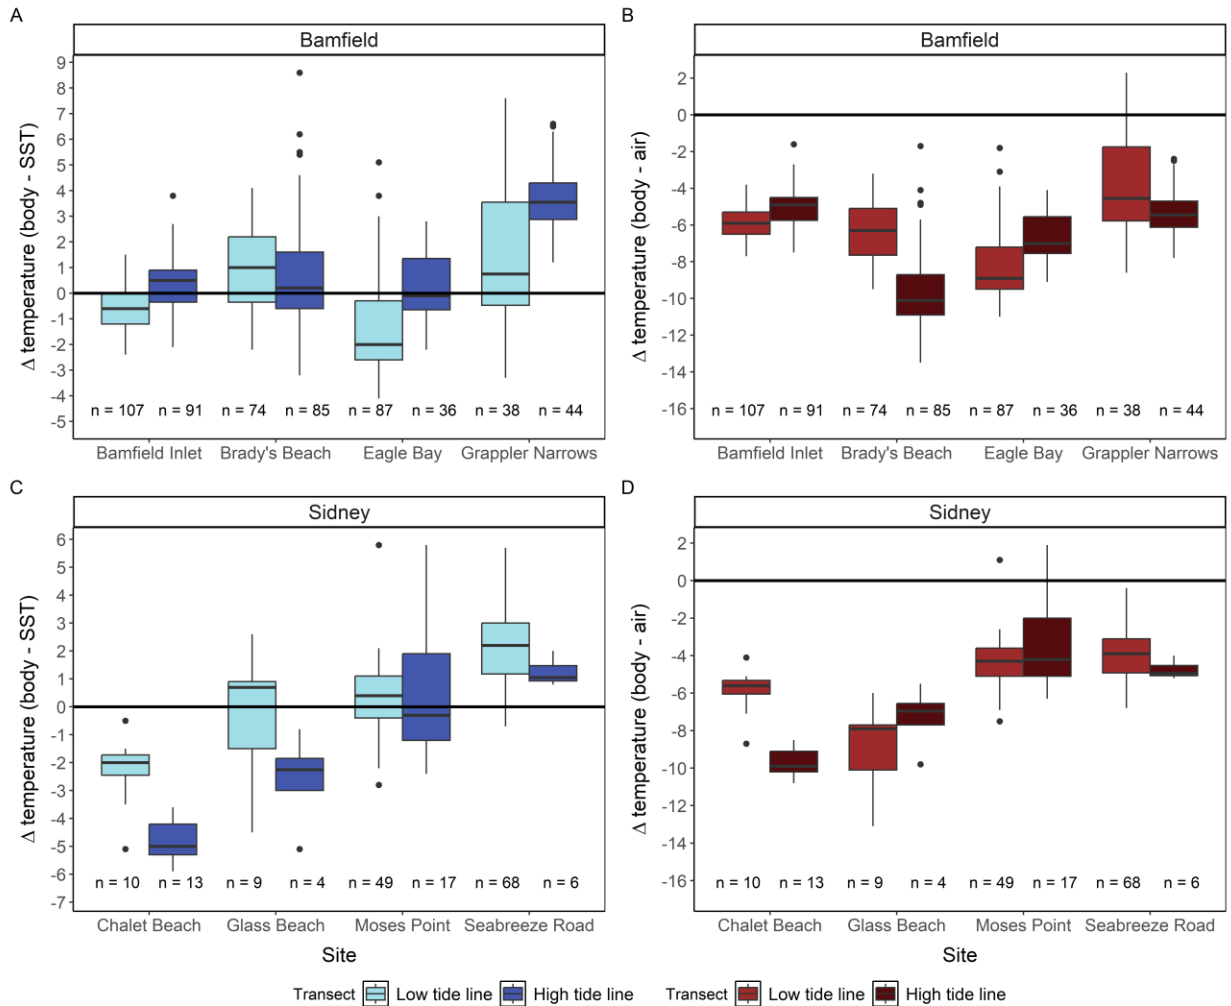 A
Bamfield
Δ temperature (body - SST)
9
8
7
6
5
4
3
2
1
0
-1
-2
-3
-4
-5
n = 107 n = 91 n = 74 n = 85 n = 87 n = 36 n = 38 n = 44
Bamfield Inlet Brady's Beach Eagle Bay Grappler Narrows
B
Bamfield
Δ temperature (body - air)
2
0
-2
-4
-6
-8
-10
-12
-14
-16
n = 107 n = 91 n = 74 n = 85 n = 87 n = 36 n = 38 n = 44
Bamfield Inlet Brady's Beach Eagle Bay Grappler Narrows
C
Sidney
Δ temperature (body - SST)
6
5
4
3
2
1
0
-1
-2
-3
-4
-5
-6
-7
n = 10 n = 13 n = 9 n = 4 n = 49 n = 17 n = 68 n = 6
Chalet Beach Glass Beach Moses Point Seabreeze Road
Site
D
Sidney
Δ temperature (body - air)
2
0
-2
-4
-6
-8
-10
-12
-14
-16
n = 10 n = 13 n = 9 n = 4 n = 49 n = 17 n = 68 n = 6
Chalet Beach Glass Beach Moses Point Seabreeze Road
Site
Transect Low tide line High tide line Transect Low tide line High tide line